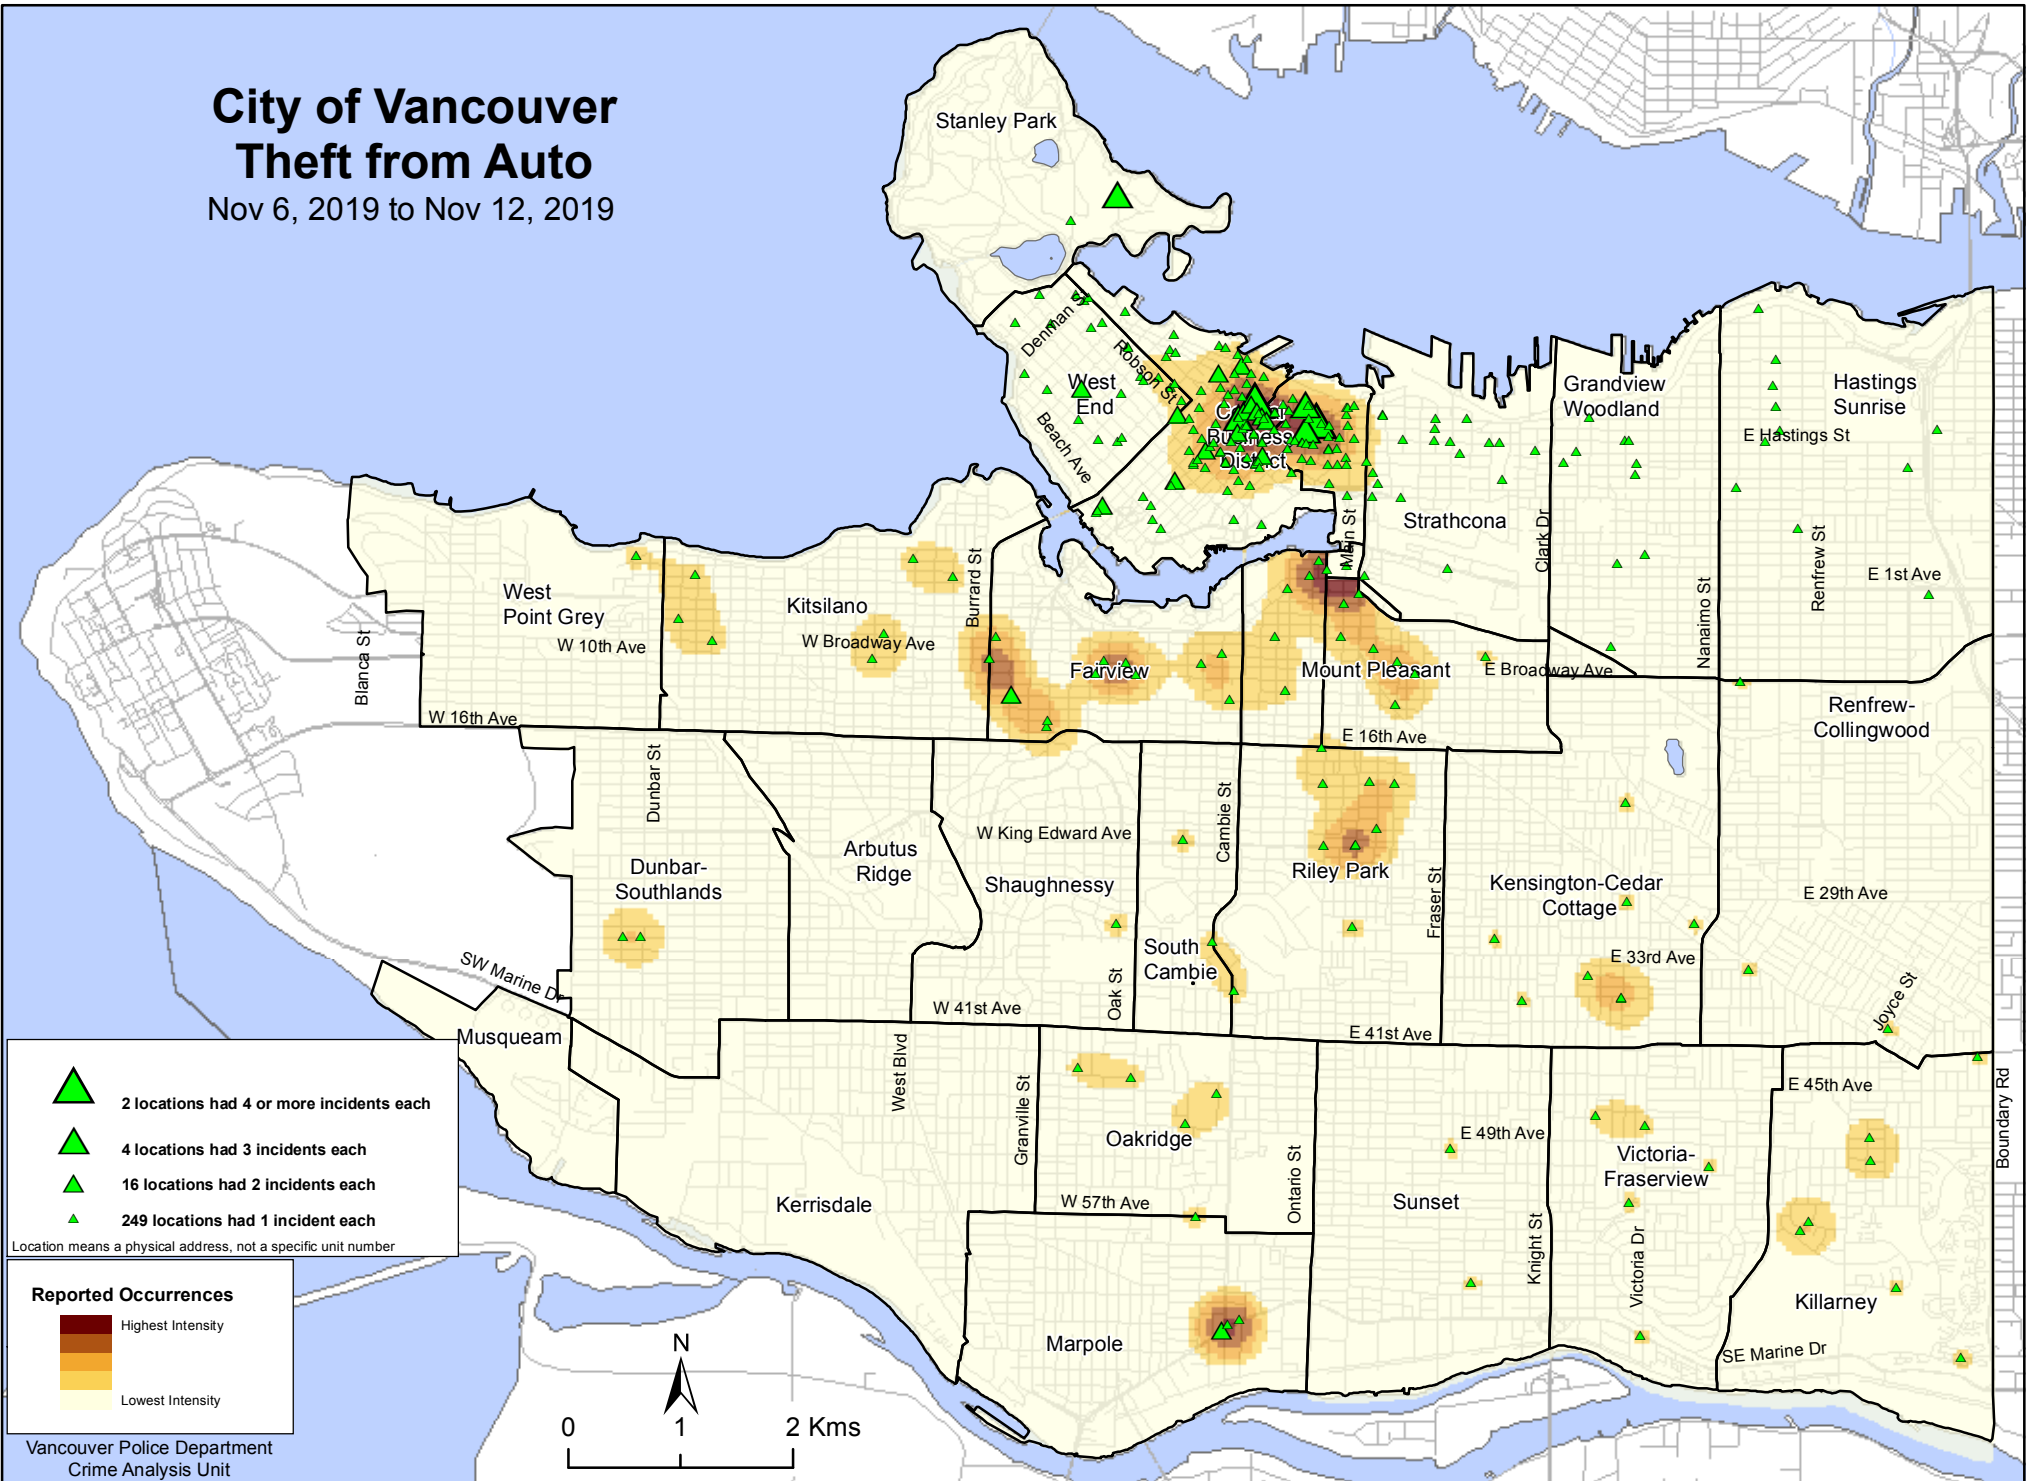 City of Vancouver
Theft from Auto
Nov 6, 2019 to Nov 12, 2019
Stanley Park
Denman St
Robson St
West
End
Beach Ave
Central
Business
District
Main St
Strathcona
Clark Dr
Grandview
Woodland
Hastings
Sunrise
E Hastings St
Nanaimo St
Renfrew St
E 1st Ave
West
Point Grey
Blanca St
W 10th Ave
W 16th Ave
Kitsilano
W Broadway Ave
Burrard St
Fairview
Mount Pleasant
E Broadway Ave
E 16th Ave
Renfrew-
Collingwood
Dunbar St
Dunbar-
Southlands
Arbutus
Ridge
W King Edward Ave
Shaughnessy
Cambie St
South
Cambie
Oak St
Riley Park
Fraser St
Kensington-Cedar
Cottage
E 29th Ave
E 33rd Ave
Joyce St
SW Marine Dr
W 41st Ave
E 41st Ave
Musqueam
West Blvd
Granville St
Oakridge
W 57th Ave
Ontario St
Kerrisdale
Marpole
E 49th Ave
Sunset
Knight St
Victoria-
Fraserview
Victoria Dr
E 45th Ave
Boundary Rd
Killarney
SE Marine Dr
2 locations had 4 or more incidents each
4 locations had 3 incidents each
16 locations had 2 incidents each
249 locations had 1 incident each
Location means a physical address, not a specific unit number
Reported Occurrences
Highest Intensity
Lowest Intensity
Vancouver Police Department
Crime Analysis Unit
N
0 1 2 Kms